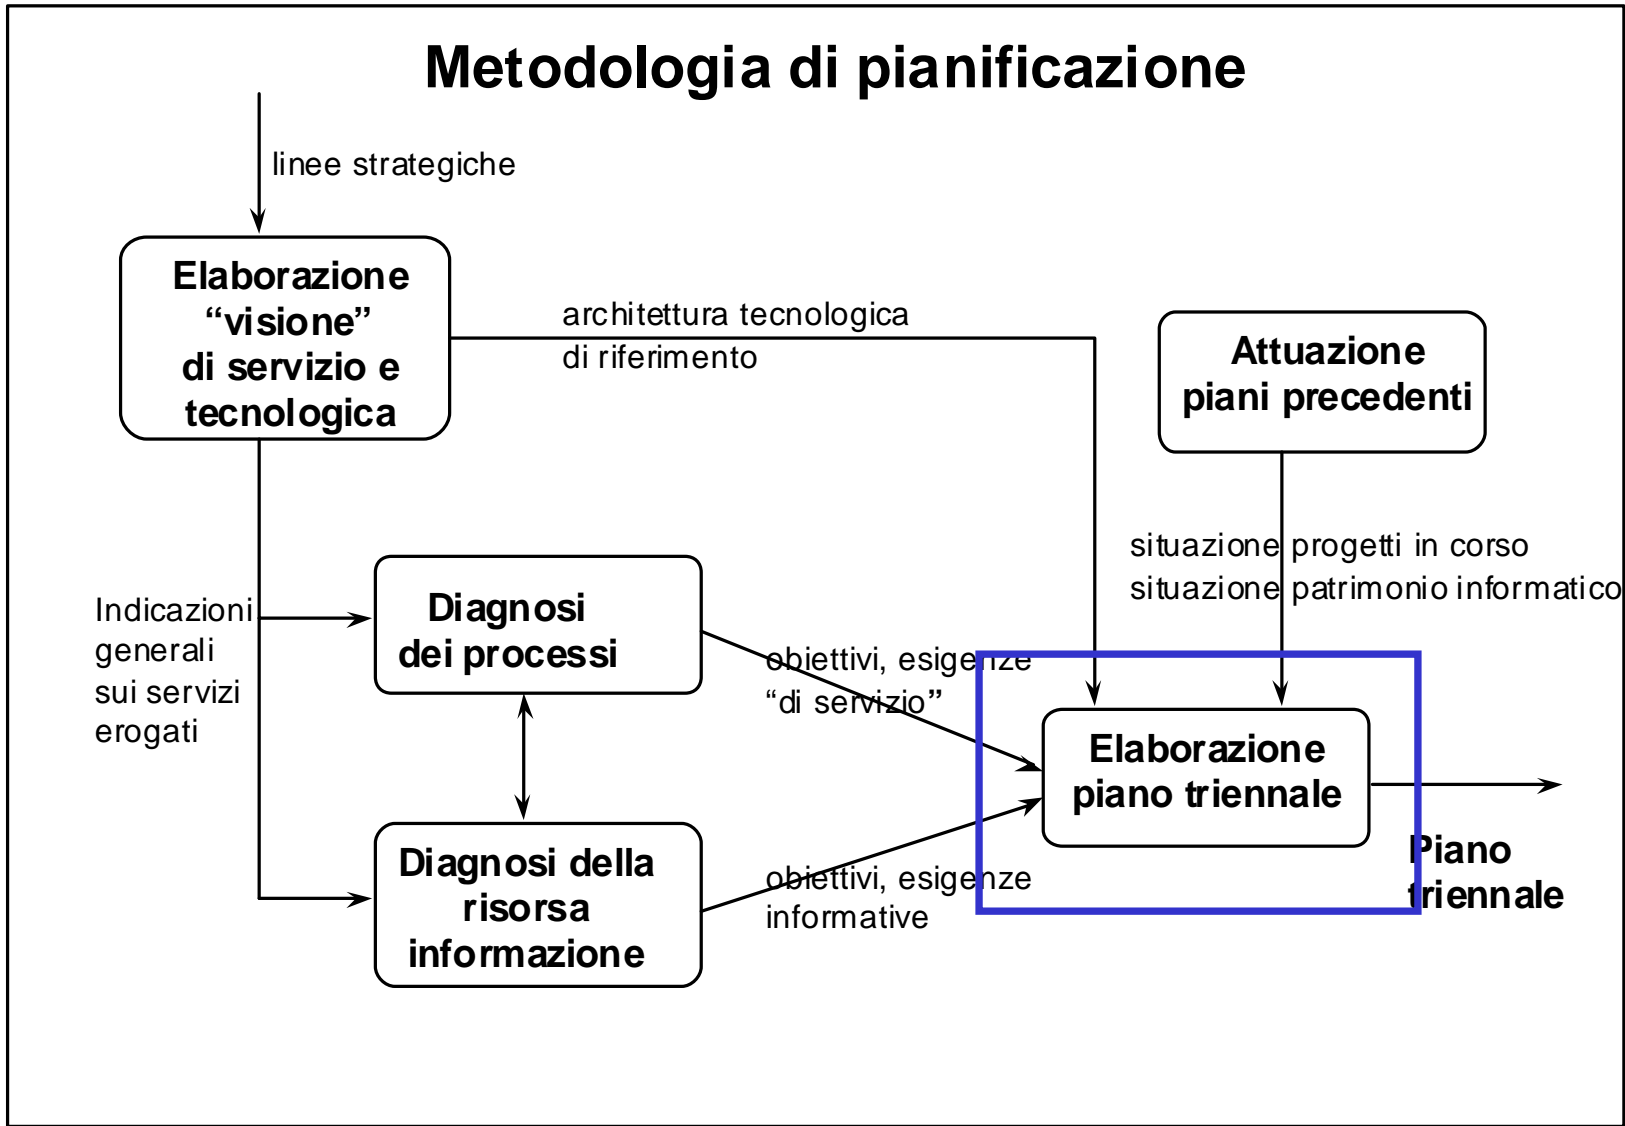 Metodologia di pianificazione
linee strategiche
Elaborazione
“visione”
di servizio e
tecnologica
architettura tecnologica
di riferimento
Attuazione
piani precedenti
situazione progetti in corso
situazione patrimonio informatico
Indicazioni
generali
sui servizi
erogati
Diagnosi
dei processi
obiettivi, esigenze
“di servizio”
Elaborazione
piano triennale
Piano
triennale
Diagnosi della
risorsa
informazione
obiettivi, esigenze
informative